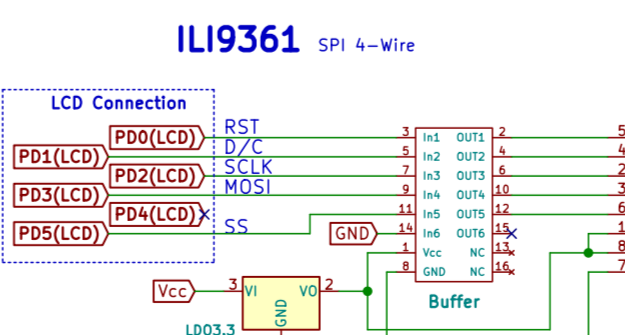 ILI9361 SPI 4-Wire
LCD Connection
PD0(LCD) RST
PD1(LCD) D/C
PD2(LCD) SCLK
PD3(LCD) MOSI
PD4(LCD)
PD5(LCD) SS
3 In1 OUT1 2 5
5 In2 OUT2 4 4
7 In3 OUT3 6 2
9 In4 OUT4 10 3
11 In5 OUT5 12 6
GND 14 In6 OUT6 15 1
1 Vcc NC 13 8
8 GND NC 16 7
Buffer
Vcc 3 VI VO 2
GND
LDO3.3